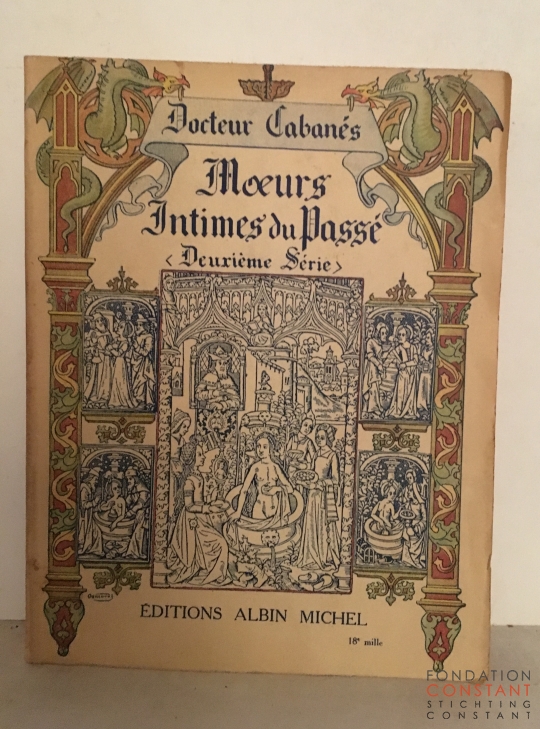 Docteur Cabanés
Mœurs
Intimes du Passé
< Deuxième Série >
ÉDITIONS ALBIN MICHEL
18e mille
FONDATION
CONSTANT
STICHTING
CONSTANT